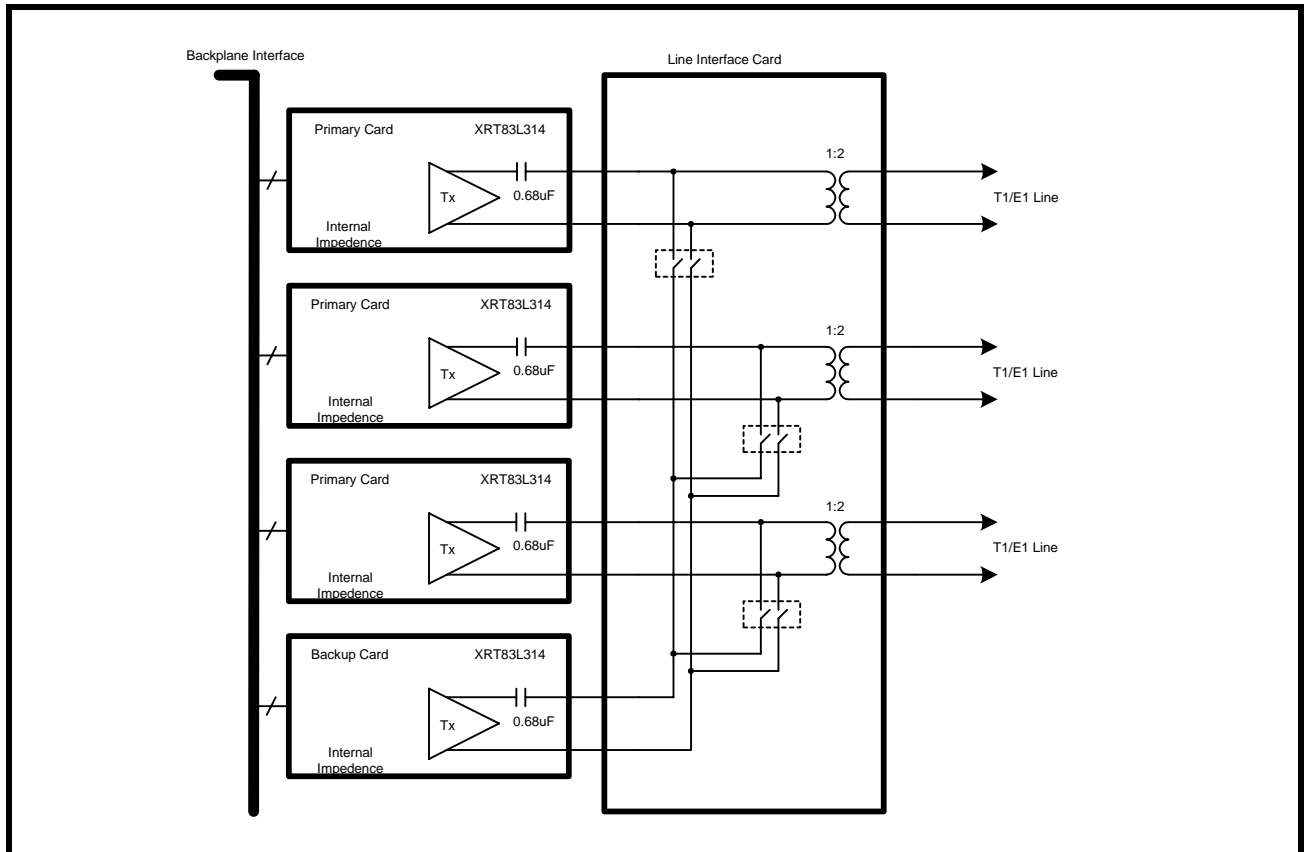 Backplane Interface
Line Interface Card
Primary Card XRT83L314
Tx
0.68uF
Internal
Impedence
1:2
T1/E1 Line
Primary Card XRT83L314
Tx
0.68uF
Internal
Impedence
1:2
T1/E1 Line
Primary Card XRT83L314
Tx
0.68uF
Internal
Impedence
1:2
T1/E1 Line
Backup Card XRT83L314
Tx
0.68uF
Internal
Impedence